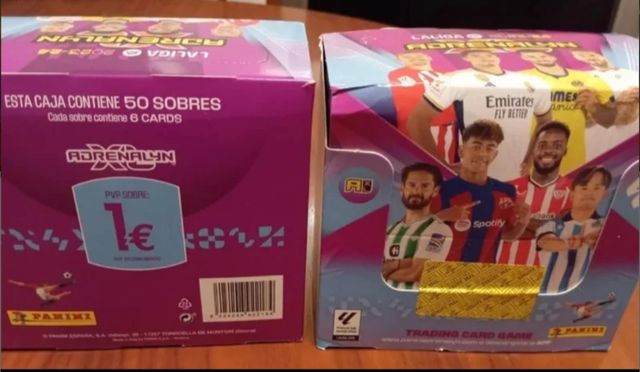 LALIGA 2023-24
ADRENALYN
ESTA CAJA CONTIENE 50 SOBRES
Cada sobre contiene 6 CARDS
ADRENALYN
XL
PVP SOBRE:
1€
PANINI
LALIGA
ADRENALYN
Emirates
FLY BETTER
Spotify
TRADING CARD GAME
PANINI